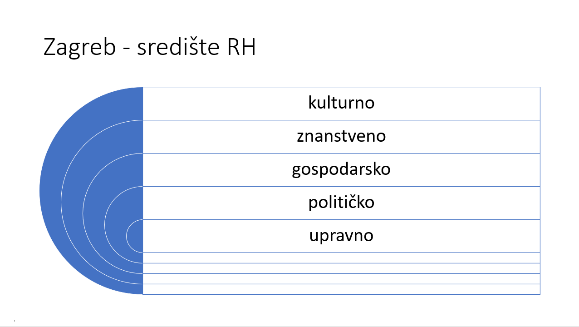 Zagreb - središte RH
kulturno
znanstveno
gospodarsko
političko
upravno